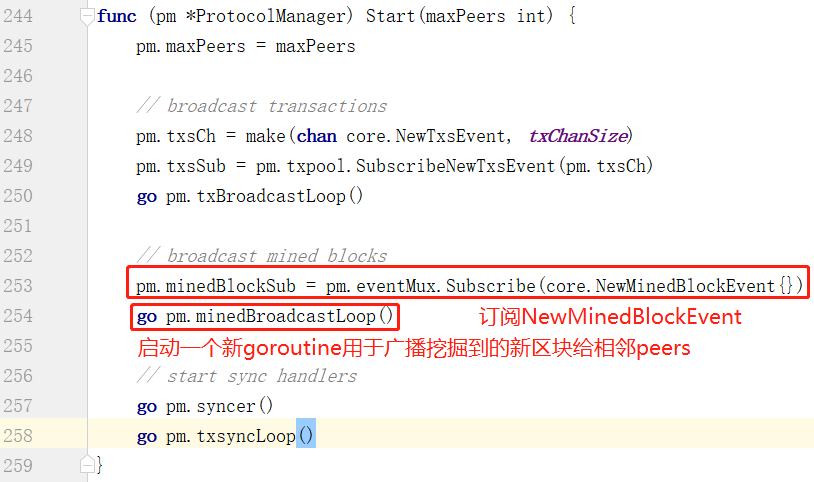 244 func (pm *ProtocolManager) Start(maxPeers int) {
245 pm.maxPeers = maxPeers
246
247 // broadcast transactions
248 pm.txsCh = make(chan core.NewTxsEvent, txChanSize)
249 pm.txsSub = pm.txpool.SubscribeNewTxsEvent(pm.txsCh)
250 go pm.txBroadcastLoop()
251
252 // broadcast mined blocks
253 pm.minedBlockSub = pm.eventMux.Subscribe(core.NewMinedBlockEvent{})
254 go pm.minedBroadcastLoop() 订阅NewMinedBlockEvent
255 启动一个新goroutine用于广播挖掘到的新区块给相邻peers
256 // start sync handlers
257 go pm.syncer()
258 go pm.txsyncLoop()
259 }